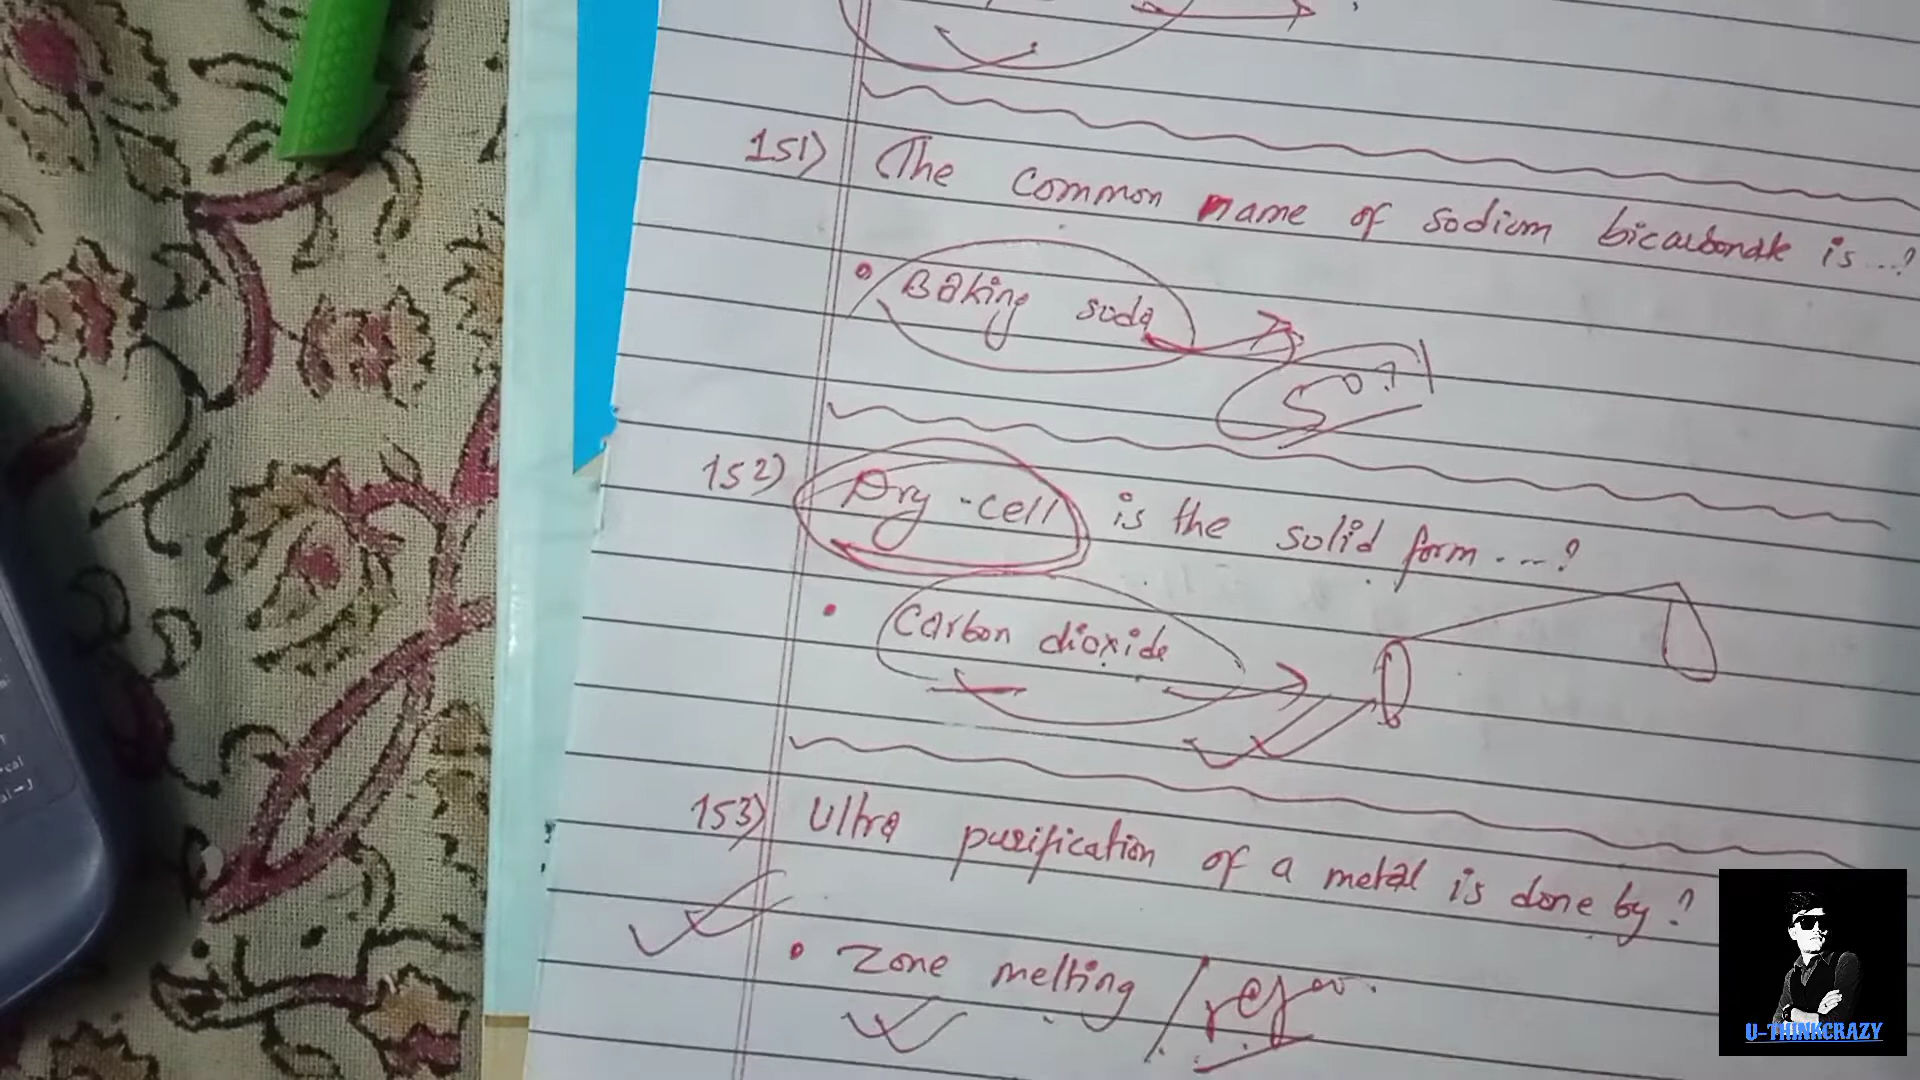 151) The common name of sodium bicarbonate is...?
• Baking soda
152) Dry-cell is the solid form....?
• Carbon dioxide
153) Ultra purification of a metal is done by?
• Zone melting /
U-THINKCRAZY